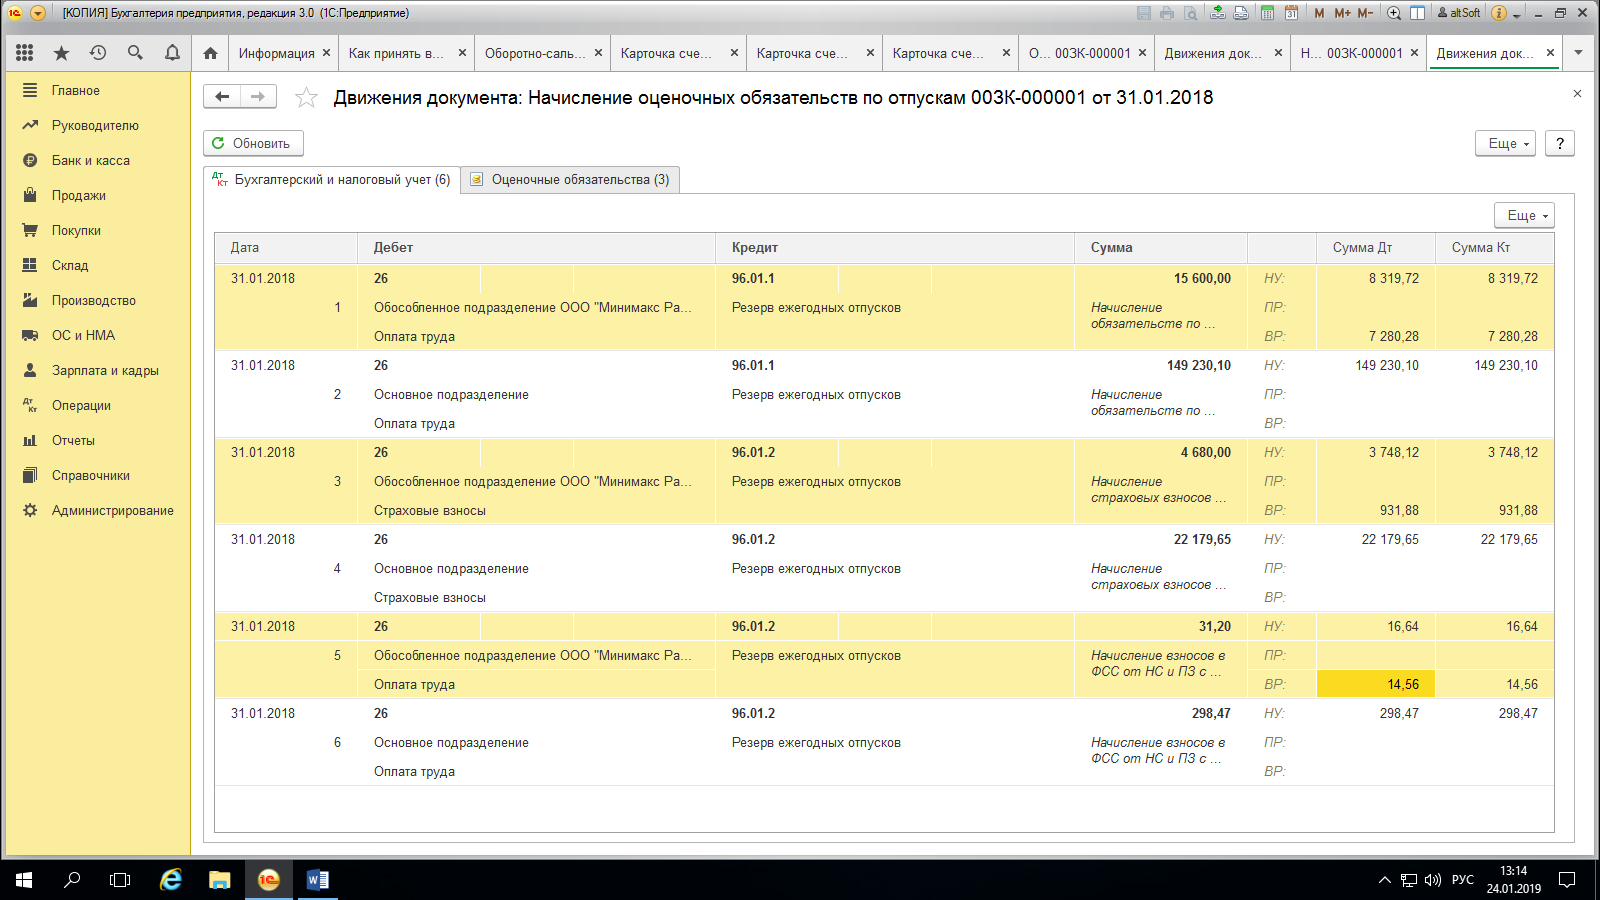 [КОПИЯ] Бухгалтерия предприятия, редакция 3.0 (1С:Предприятие)
M M+ M- altSoft
Информация
Как принять в...
Оборотно-саль...
Карточка сче...
Карточка сче...
Карточка сче...
О... 003К-000001
Движения док...
Н... 003К-000001
Движения док...
Главное
Руководителю
Банк и касса
Продажи
Покупки
Склад
Производство
ОС и НМА
Зарплата и кадры
Операции
Отчеты
Справочники
Администрирование
Движения документа: Начисление оценочных обязательств по отпускам 003К-000001 от 31.01.2018
Обновить
Еще
?
Бухгалтерский и налоговый учет (6)
Оценочные обязательства (3)
Еще
Дата Дебет Кредит Сумма Сумма Дт Сумма Кт
31.01.2018 26 96.01.1 15 600,00 НУ: 8 319,72 8 319,72
1 Обособленное подразделение ООО "Минимакс Ра... Резерв ежегодных отпусков Начисление обязательств по ... ПР:
Оплата труда ВР: 7 280,28 7 280,28
31.01.2018 26 96.01.1 149 230,10 НУ: 149 230,10 149 230,10
2 Основное подразделение Резерв ежегодных отпусков Начисление обязательств по ... ПР:
Оплата труда ВР:
31.01.2018 26 96.01.2 4 680,00 НУ: 3 748,12 3 748,12
3 Обособленное подразделение ООО "Минимакс Ра... Резерв ежегодных отпусков Начисление страховых взносов ... ПР:
Страховые взносы ВР: 931,88 931,88
31.01.2018 26 96.01.2 22 179,65 НУ: 22 179,65 22 179,65
4 Основное подразделение Резерв ежегодных отпусков Начисление страховых взносов ... ПР:
Страховые взносы ВР:
31.01.2018 26 96.01.2 31,20 НУ: 16,64 16,64
5 Обособленное подразделение ООО "Минимакс Ра... Резерв ежегодных отпусков Начисление взносов в ФСС от НС и ПЗ с ... ПР:
Оплата труда ВР: 14,56 14,56
31.01.2018 26 96.01.2 298,47 НУ: 298,47 298,47
6 Основное подразделение Резерв ежегодных отпусков Начисление взносов в ФСС от НС и ПЗ с ... ПР:
Оплата труда ВР:
РУС
13:14
24.01.2019